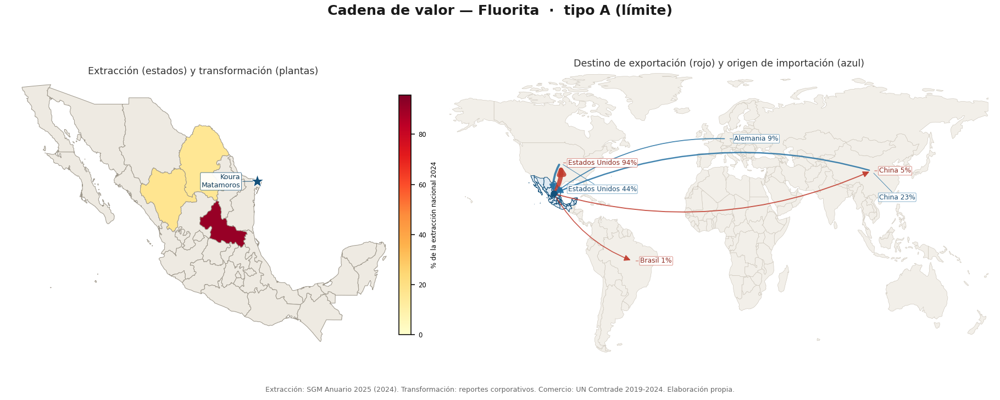 Cadena de valor — Fluorita · tipo A (límite)
Extracción (estados) y transformación (plantas)
Koura
Matamoros
80
60
40
20
0
% de la extracción nacional 2024
Destino de exportación (rojo) y origen de importación (azul)
Alemania 9%
Estados Unidos 94%
China 5%
Estados Unidos 44%
China 23%
Brasil 1%
Extracción: SGM Anuario 2025 (2024). Transformación: reportes corporativos. Comercio: UN Comtrade 2019-2024. Elaboración propia.